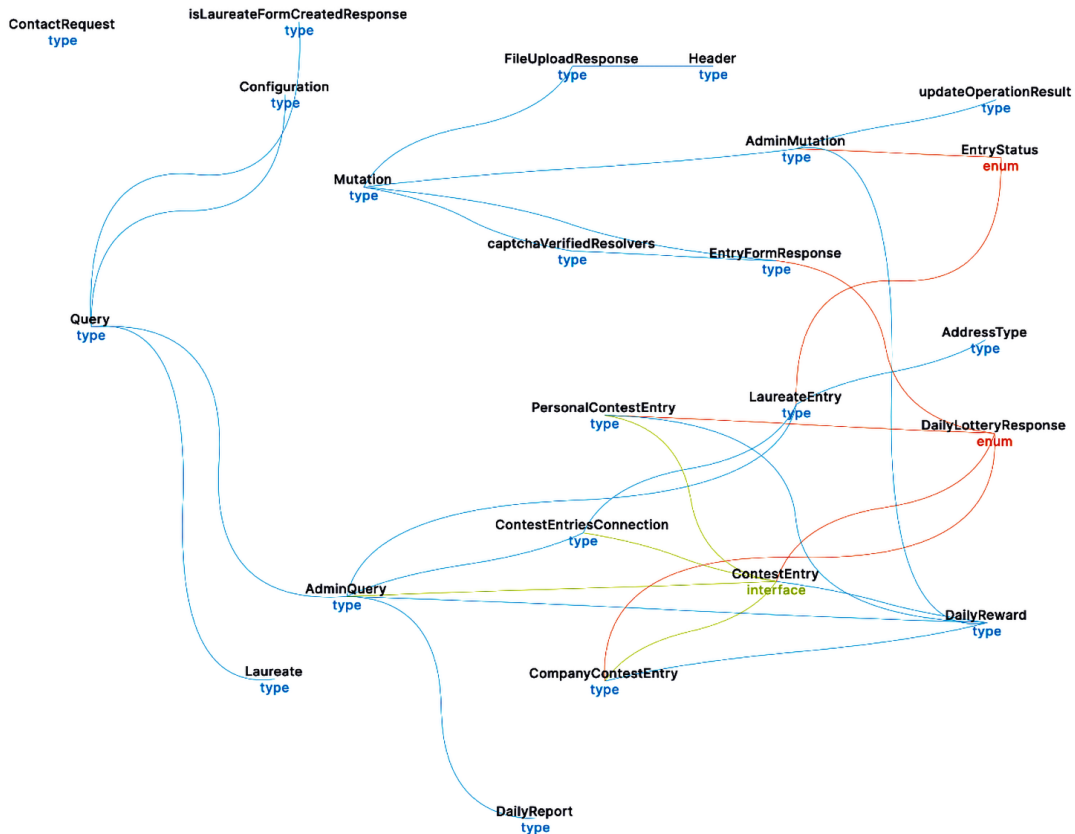 isLaureateFormCreatedResponse
type
ContactRequest
type
FileUploadResponse
type
Header
type
Configuration
type
updateOperationResult
type
AdminMutation
type
EntryStatus
enum
Mutation
type
captchaVerifiedResolvers
type
EntryFormResponse
type
Query
type
AddressType
type
LaureateEntry
type
PersonalContestEntry
type
DailyLotteryResponse
enum
ContestEntriesConnection
type
ContestEntry
interface
AdminQuery
type
DailyReward
type
Laureate
type
CompanyContestEntry
type
DailyReport
type